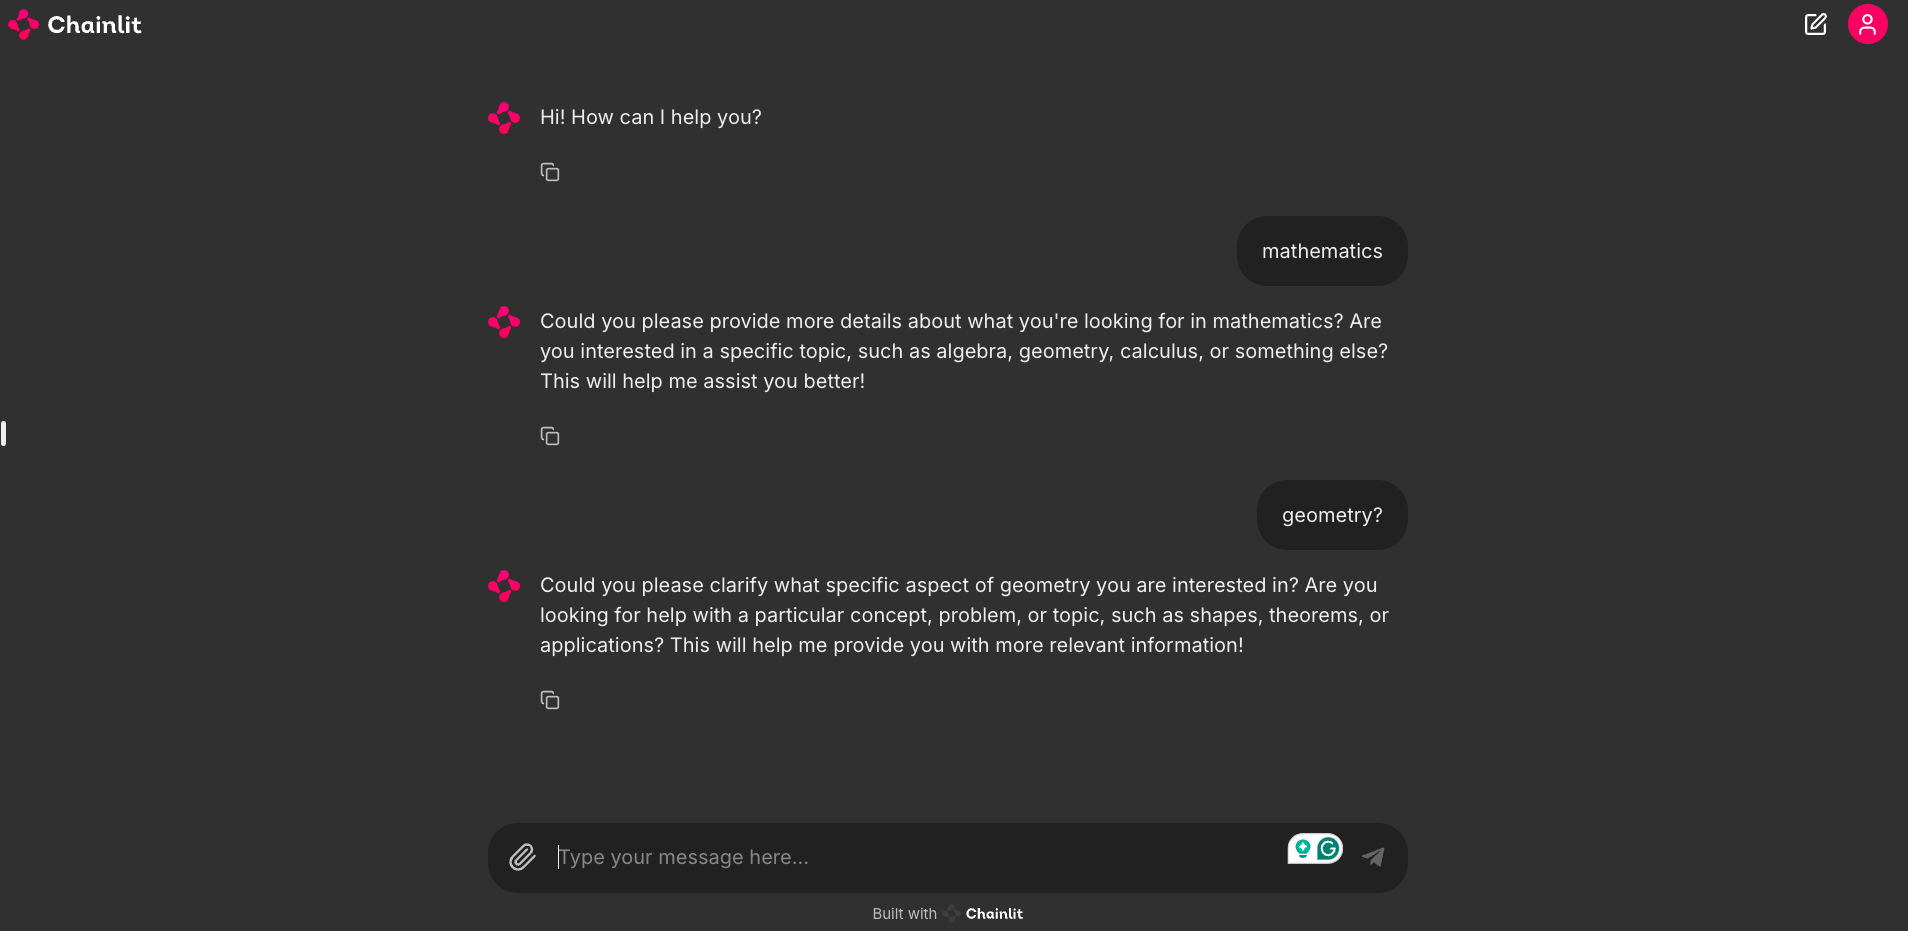 Chainlit
Hi! How can I help you?
mathematics
Could you please provide more details about what you're looking for in mathematics? Are
you interested in a specific topic, such as algebra, geometry, calculus, or something else?
This will help me assist you better!
geometry?
Could you please clarify what specific aspect of geometry you are interested in? Are you
looking for help with a particular concept, problem, or topic, such as shapes, theorems, or
applications? This will help me provide you with more relevant information!
Type your message here...
Built with Chainlit